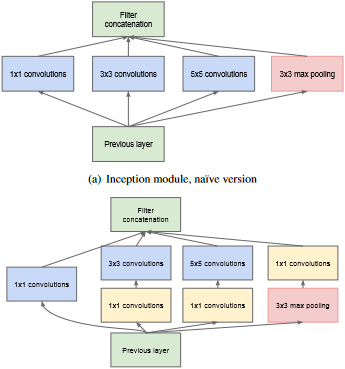 Filter
concatenation
1x1 convolutions
3x3 convolutions
5x5 convolutions
3x3 max pooling
Previous layer
(a) Inception module, naïve version
Filter
concatenation
3x3 convolutions
5x5 convolutions
1x1 convolutions
1x1 convolutions
1x1 convolutions
1x1 convolutions
3x3 max pooling
Previous layer